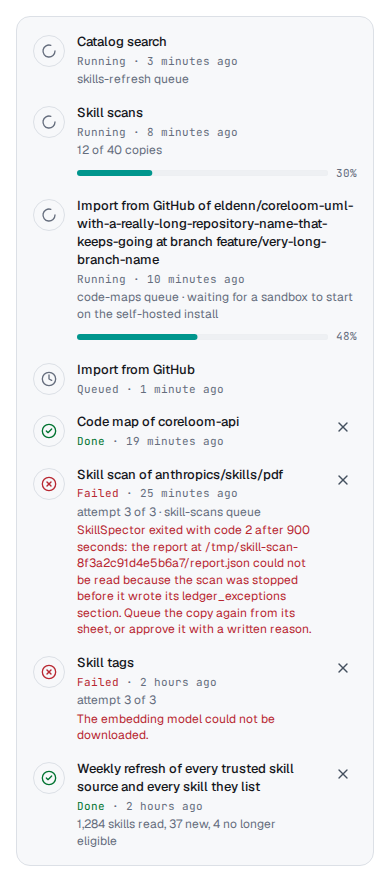 Catalog search
Running · 3 minutes ago
skills-refresh queue
Skill scans
Running · 8 minutes ago
12 of 40 copies
30%
Import from GitHub of eldenn/coreloom-uml-
with-a-really-long-repository-name-that-
keeps-going at branch feature/very-long-
branch-name
Running · 10 minutes ago
code-maps queue · waiting for a sandbox to start
on the self-hosted install
48%
Import from GitHub
Queued · 1 minute ago
Code map of coreloom-api
Done · 19 minutes ago
Skill scan of anthropics/skills/pdf
Failed · 25 minutes ago
attempt 3 of 3 · skill-scans queue
SkillSpector exited with code 2 after 900
seconds: the report at /tmp/skill-scan-
8f3a2c91d4e5b6a7/report.json could not
be read because the scan was stopped
before it wrote its ledger_exceptions
section. Queue the copy again from its
sheet, or approve it with a written reason.
Skill tags
Failed · 2 hours ago
attempt 3 of 3
The embedding model could not be
downloaded.
Weekly refresh of every trusted skill
source and every skill they list
Done · 2 hours ago
1,284 skills read, 37 new, 4 no longer
eligible